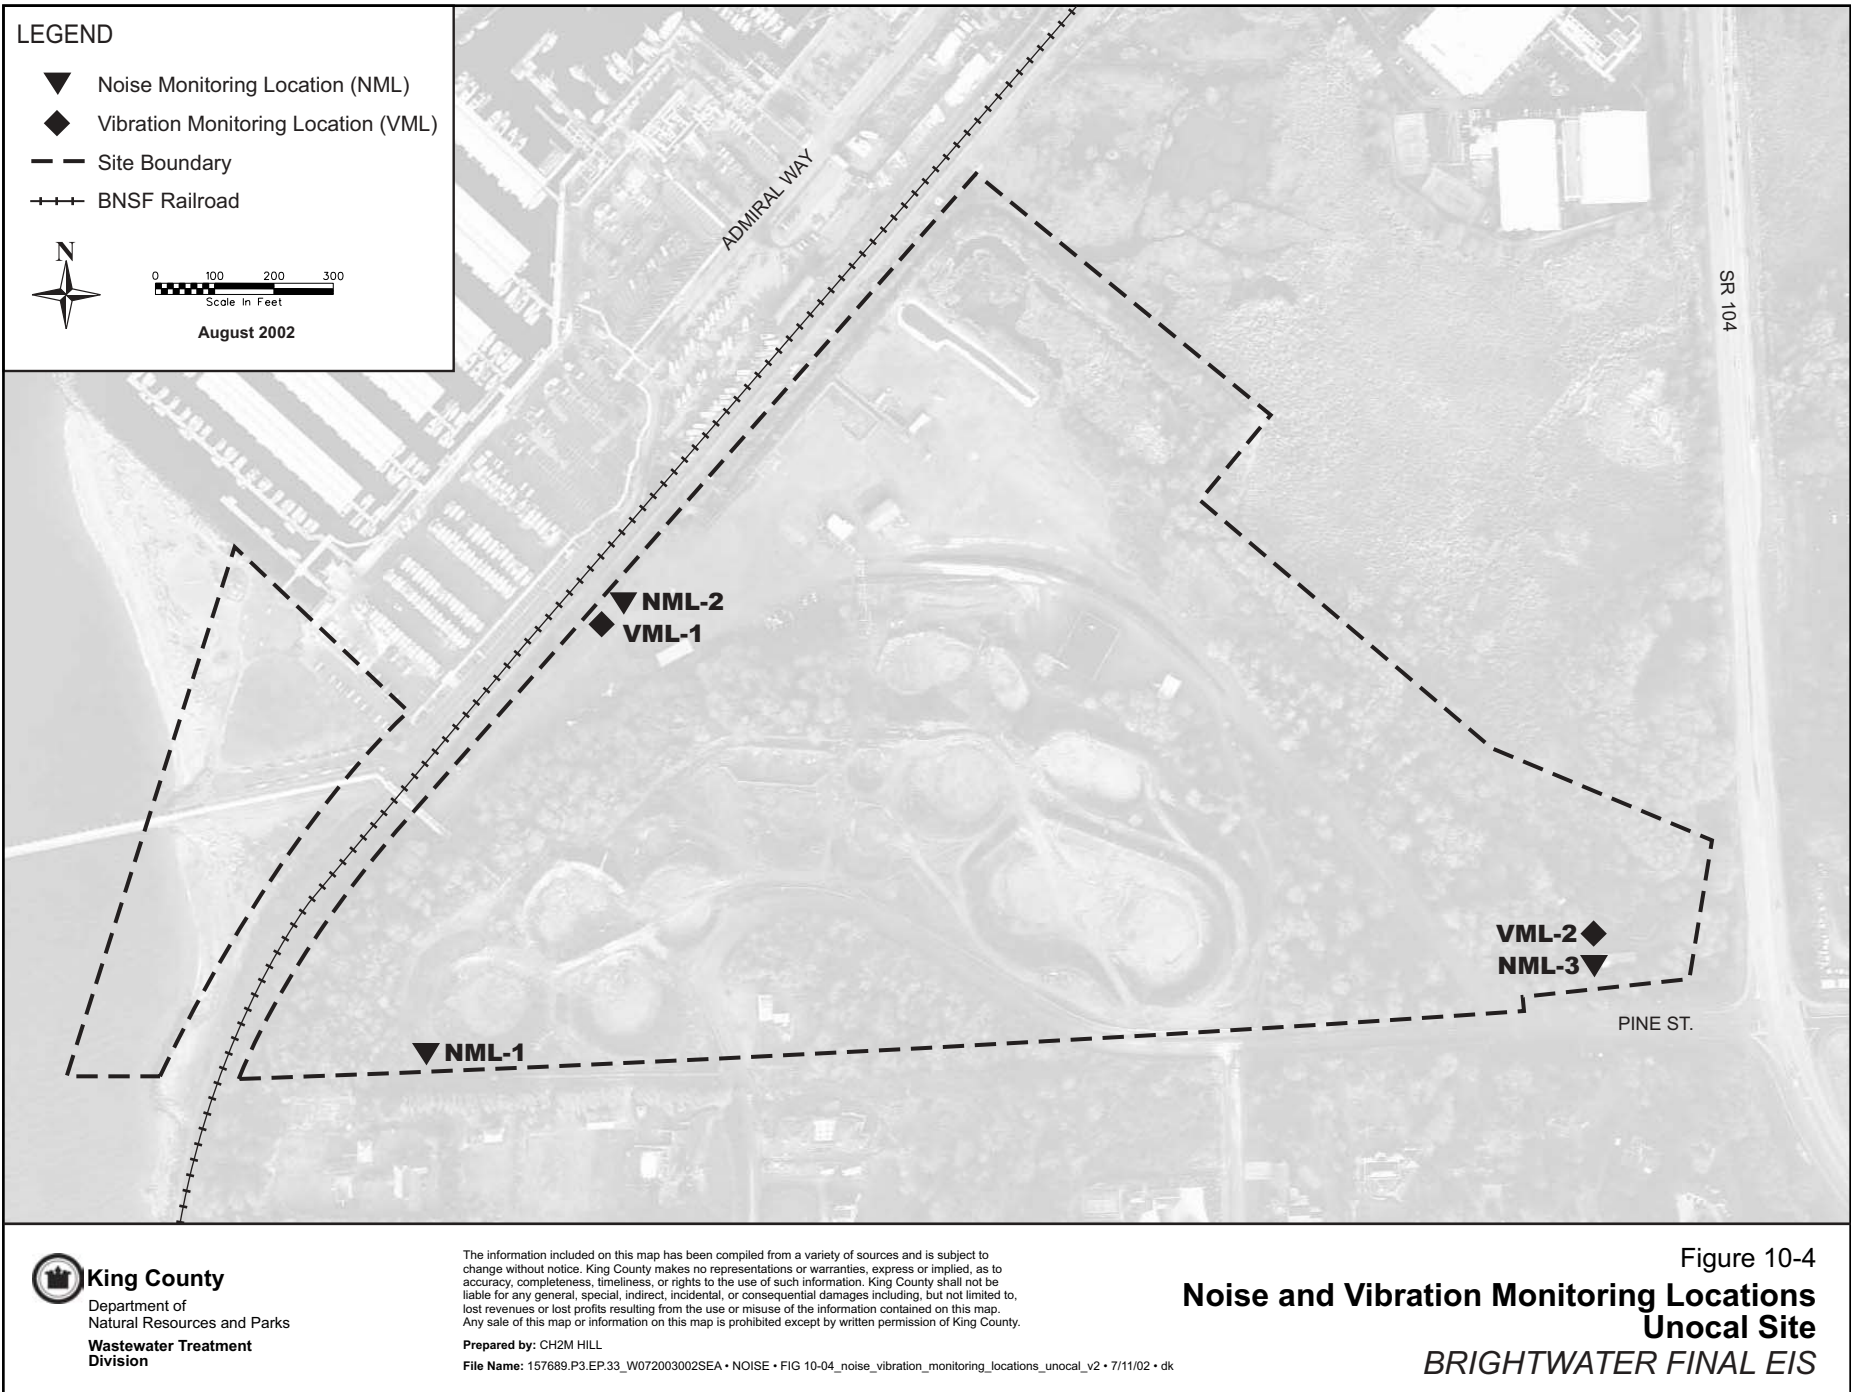 LEGEND
Noise Monitoring Location (NML)
Vibration Monitoring Location (VML)
Site Boundary
BNSF Railroad
N
0 100 200 300
Scale In Feet
August 2002
ADMIRAL WAY
SR 104
NML-2
VML-1
VML-2
NML-3
PINE ST.
NML-1
King County
Department of
Natural Resources and Parks
Wastewater Treatment
Division
The information included on this map has been compiled from a variety of sources and is subject to
change without notice. King County makes no representations or warranties, express or implied, as to
accuracy, completeness, timeliness, or rights to the use of such information. King County shall not be
liable for any general, special, indirect, incidental, or consequential damages including, but not limited to,
lost revenues or lost profits resulting from the use or misuse of the information contained on this map.
Any sale of this map or information on this map is prohibited except by written permission of King County.
Prepared by: CH2M HILL
File Name: 157689.P3.EP.33_W072003002SEA • NOISE • FIG 10-04_noise_vibration_monitoring_locations_unocal_v2 • 7/11/02 • dk
Figure 10-4
Noise and Vibration Monitoring Locations
Unocal Site
BRIGHTWATER FINAL EIS